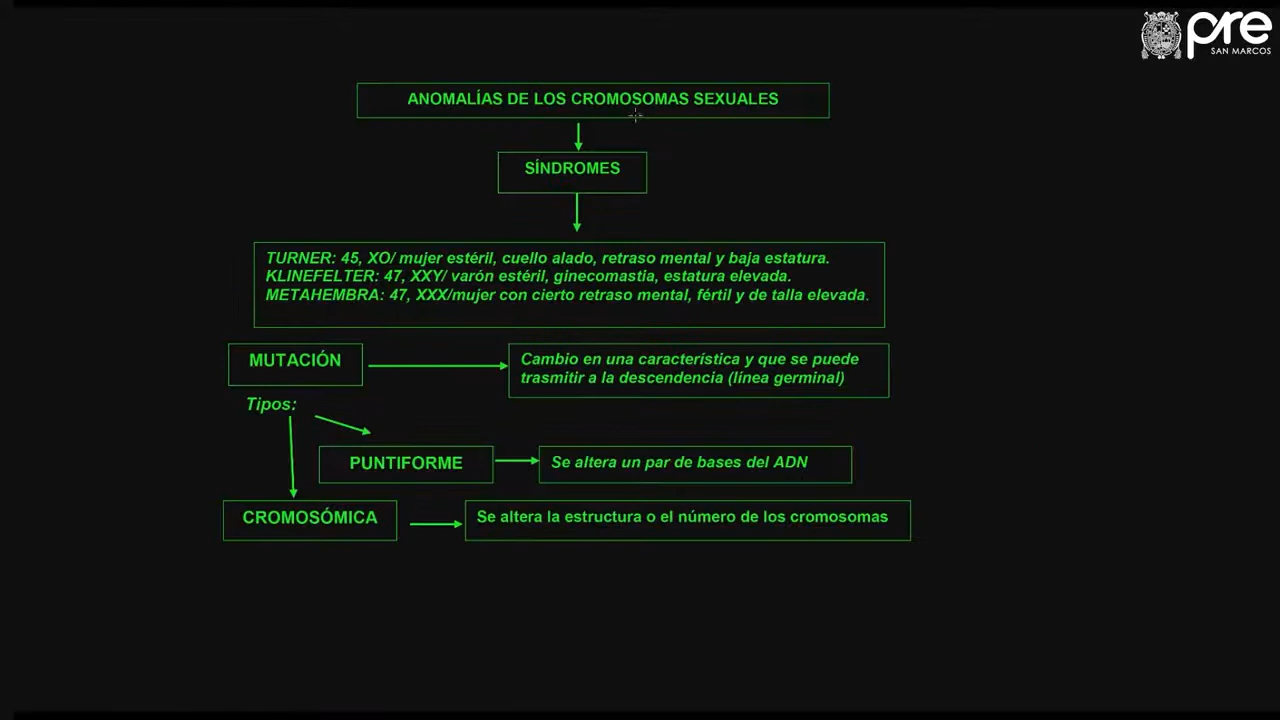 pre
SAN MARCOS
ANOMALÍAS DE LOS CROMOSOMAS SEXUALES
SÍNDROMES
TURNER: 45, XO/ mujer estéril, cuello alado, retraso mental y baja estatura.
KLINEFELTER: 47, XXY/ varón estéril, ginecomastia, estatura elevada.
METAHEMBRA: 47, XXX/mujer con cierto retraso mental, fértil y de talla elevada.
MUTACIÓN
Cambio en una característica y que se puede
trasmitir a la descendencia (línea germinal)
Tipos:
PUNTIFORME
Se altera un par de bases del ADN
CROMOSÓMICA
Se altera la estructura o el número de los cromosomas